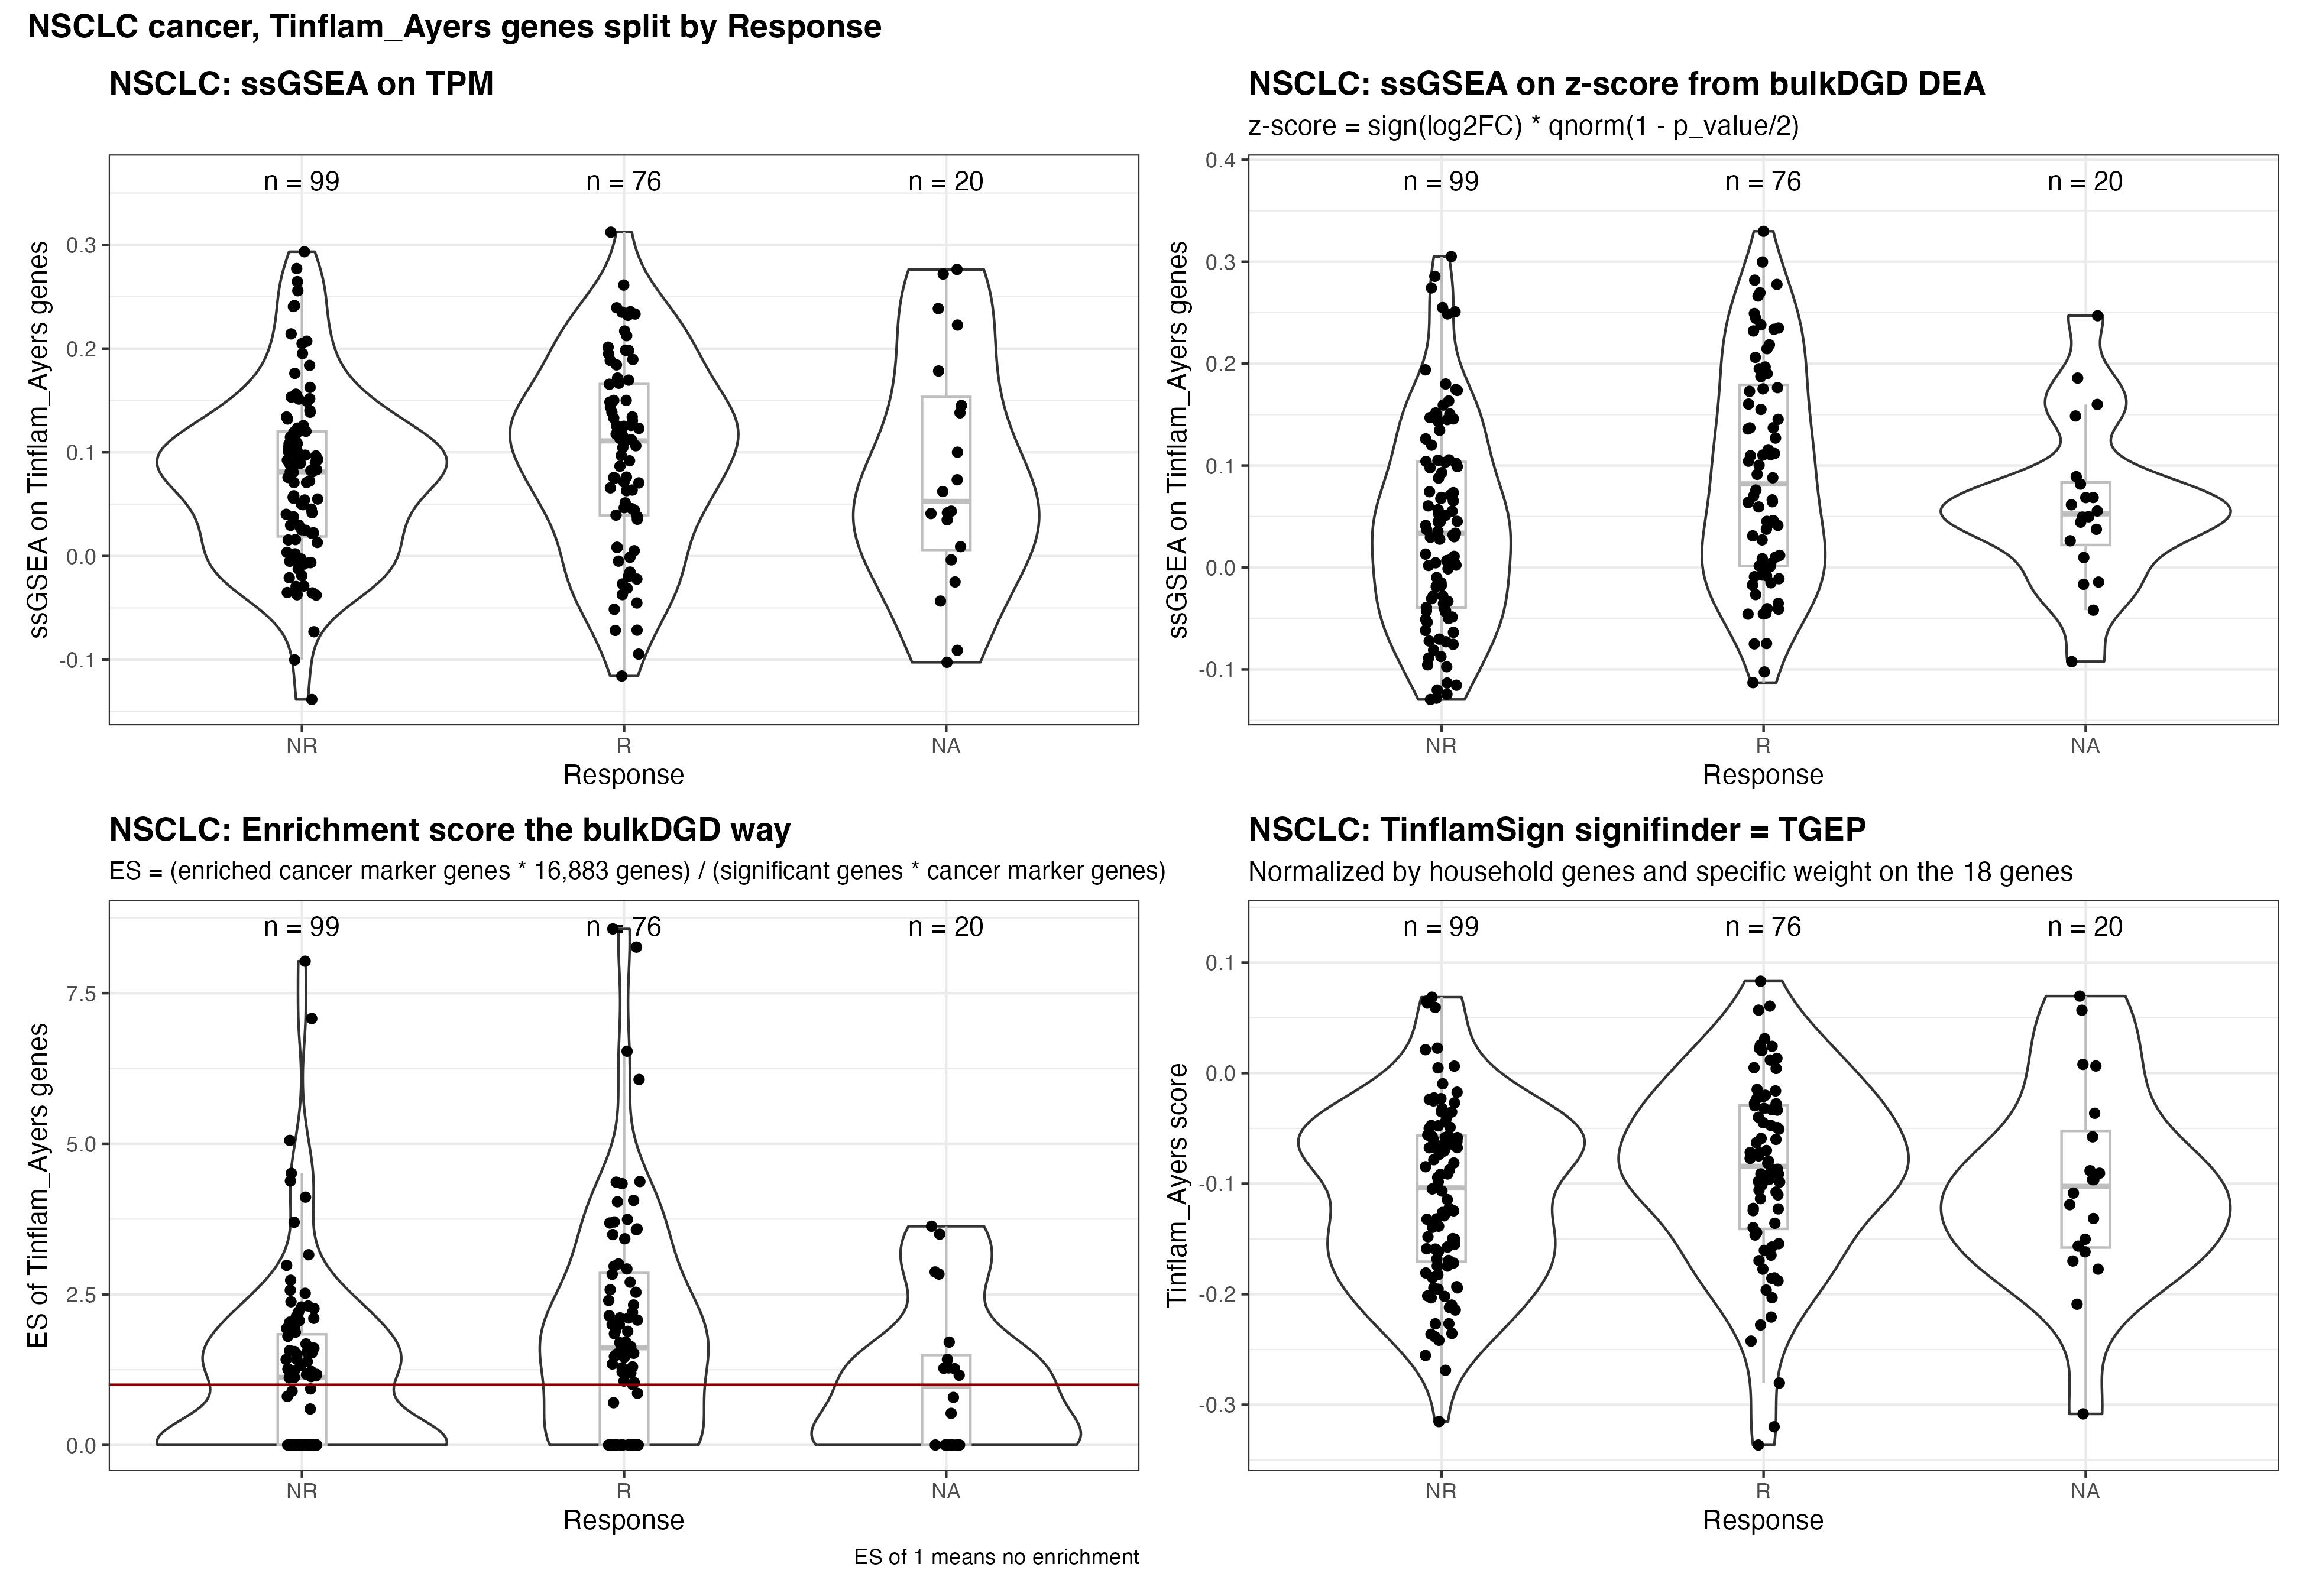 NSCLC cancer, Tinflam_Ayers genes split by Response
NSCLC: ssGSEA on TPM
n = 99
n = 76
n = 20
ssGSEA on Tinflam_Ayers genes
0.3
0.2
0.1
0.0
-0.1
NR
R
NA
Response
NSCLC: ssGSEA on z-score from bulkDGD DEA
z-score = sign(log2FC) * qnorm(1 - p_value/2)
n = 99
n = 76
n = 20
ssGSEA on Tinflam_Ayers genes
0.4
0.3
0.2
0.1
0.0
-0.1
NR
R
NA
Response
NSCLC: Enrichment score the bulkDGD way
ES = (enriched cancer marker genes * 16,883 genes) / (significant genes * cancer marker genes)
n = 99
n = 76
n = 20
ES of Tinflam_Ayers genes
7.5
5.0
2.5
0.0
NR
R
NA
Response
ES of 1 means no enrichment
NSCLC: TinflamSign signifinder = TGEP
Normalized by household genes and specific weight on the 18 genes
n = 99
n = 76
n = 20
Tinflam_Ayers score
0.1
0.0
-0.1
-0.2
-0.3
NR
R
NA
Response